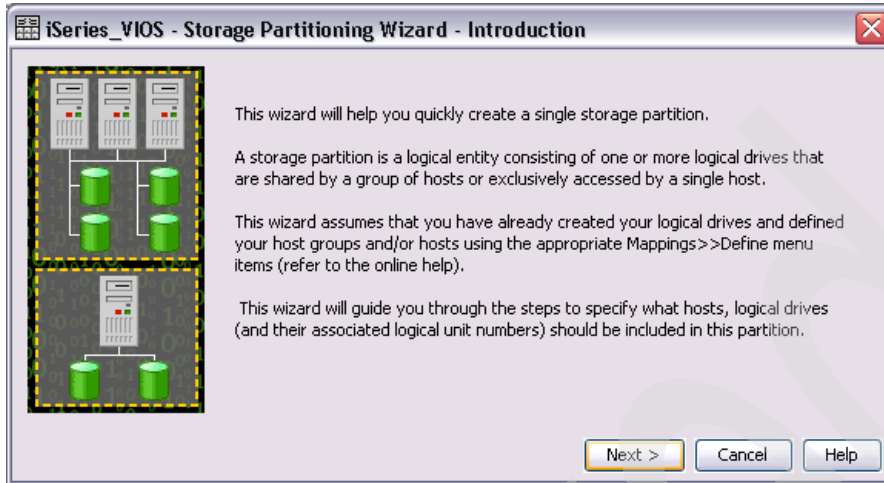 iSeries_VIOS - Storage Partitioning Wizard - Introduction
This wizard will help you quickly create a single storage partition.
A storage partition is a logical entity consisting of one or more logical drives that
are shared by a group of hosts or exclusively accessed by a single host.
This wizard assumes that you have already created your logical drives and defined
your host groups and/or hosts using the appropriate Mappings>>Define menu
items (refer to the online help).
This wizard will guide you through the steps to specify what hosts, logical drives
(and their associated logical unit numbers) should be included in this partition.
Next > Cancel Help